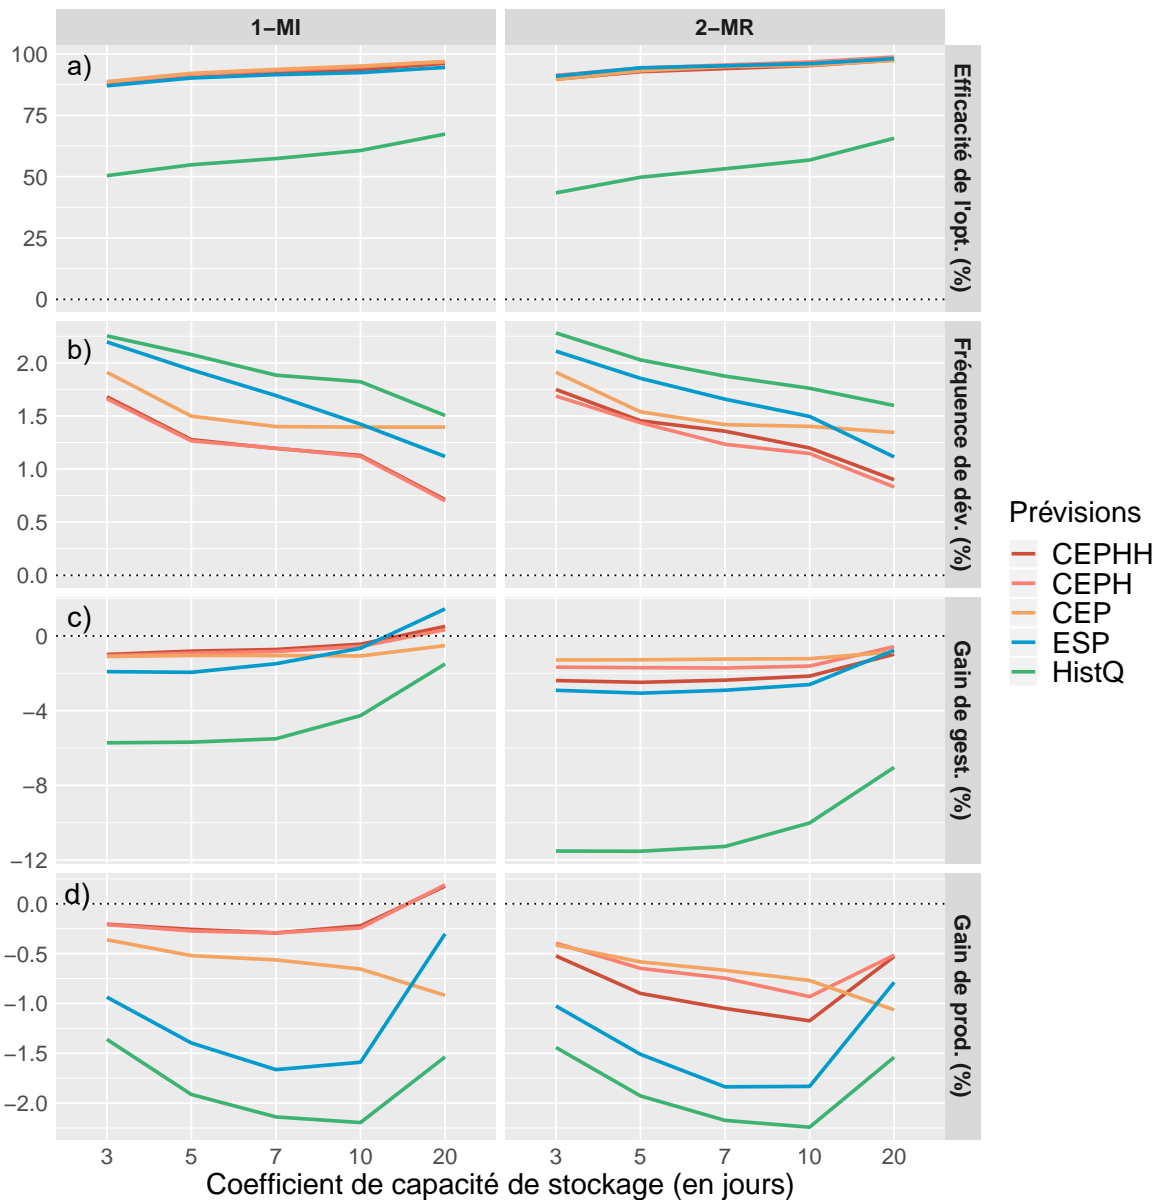 1−MI
2−MR
a)
100
75
50
25
0
Efficacité de l'opt. (%)
b)
2.0
1.5
1.0
0.5
0.0
Fréquence de dév. (%)
c)
0
−4
−8
−12
Gain de gest. (%)
d)
0.0
−0.5
−1.0
−1.5
−2.0
Gain de prod. (%)
3 5 7 10 20
3 5 7 10 20
Coefficient de capacité de stockage (en jours)
Prévisions
CEPHH
CEPH
CEP
ESP
HistQ